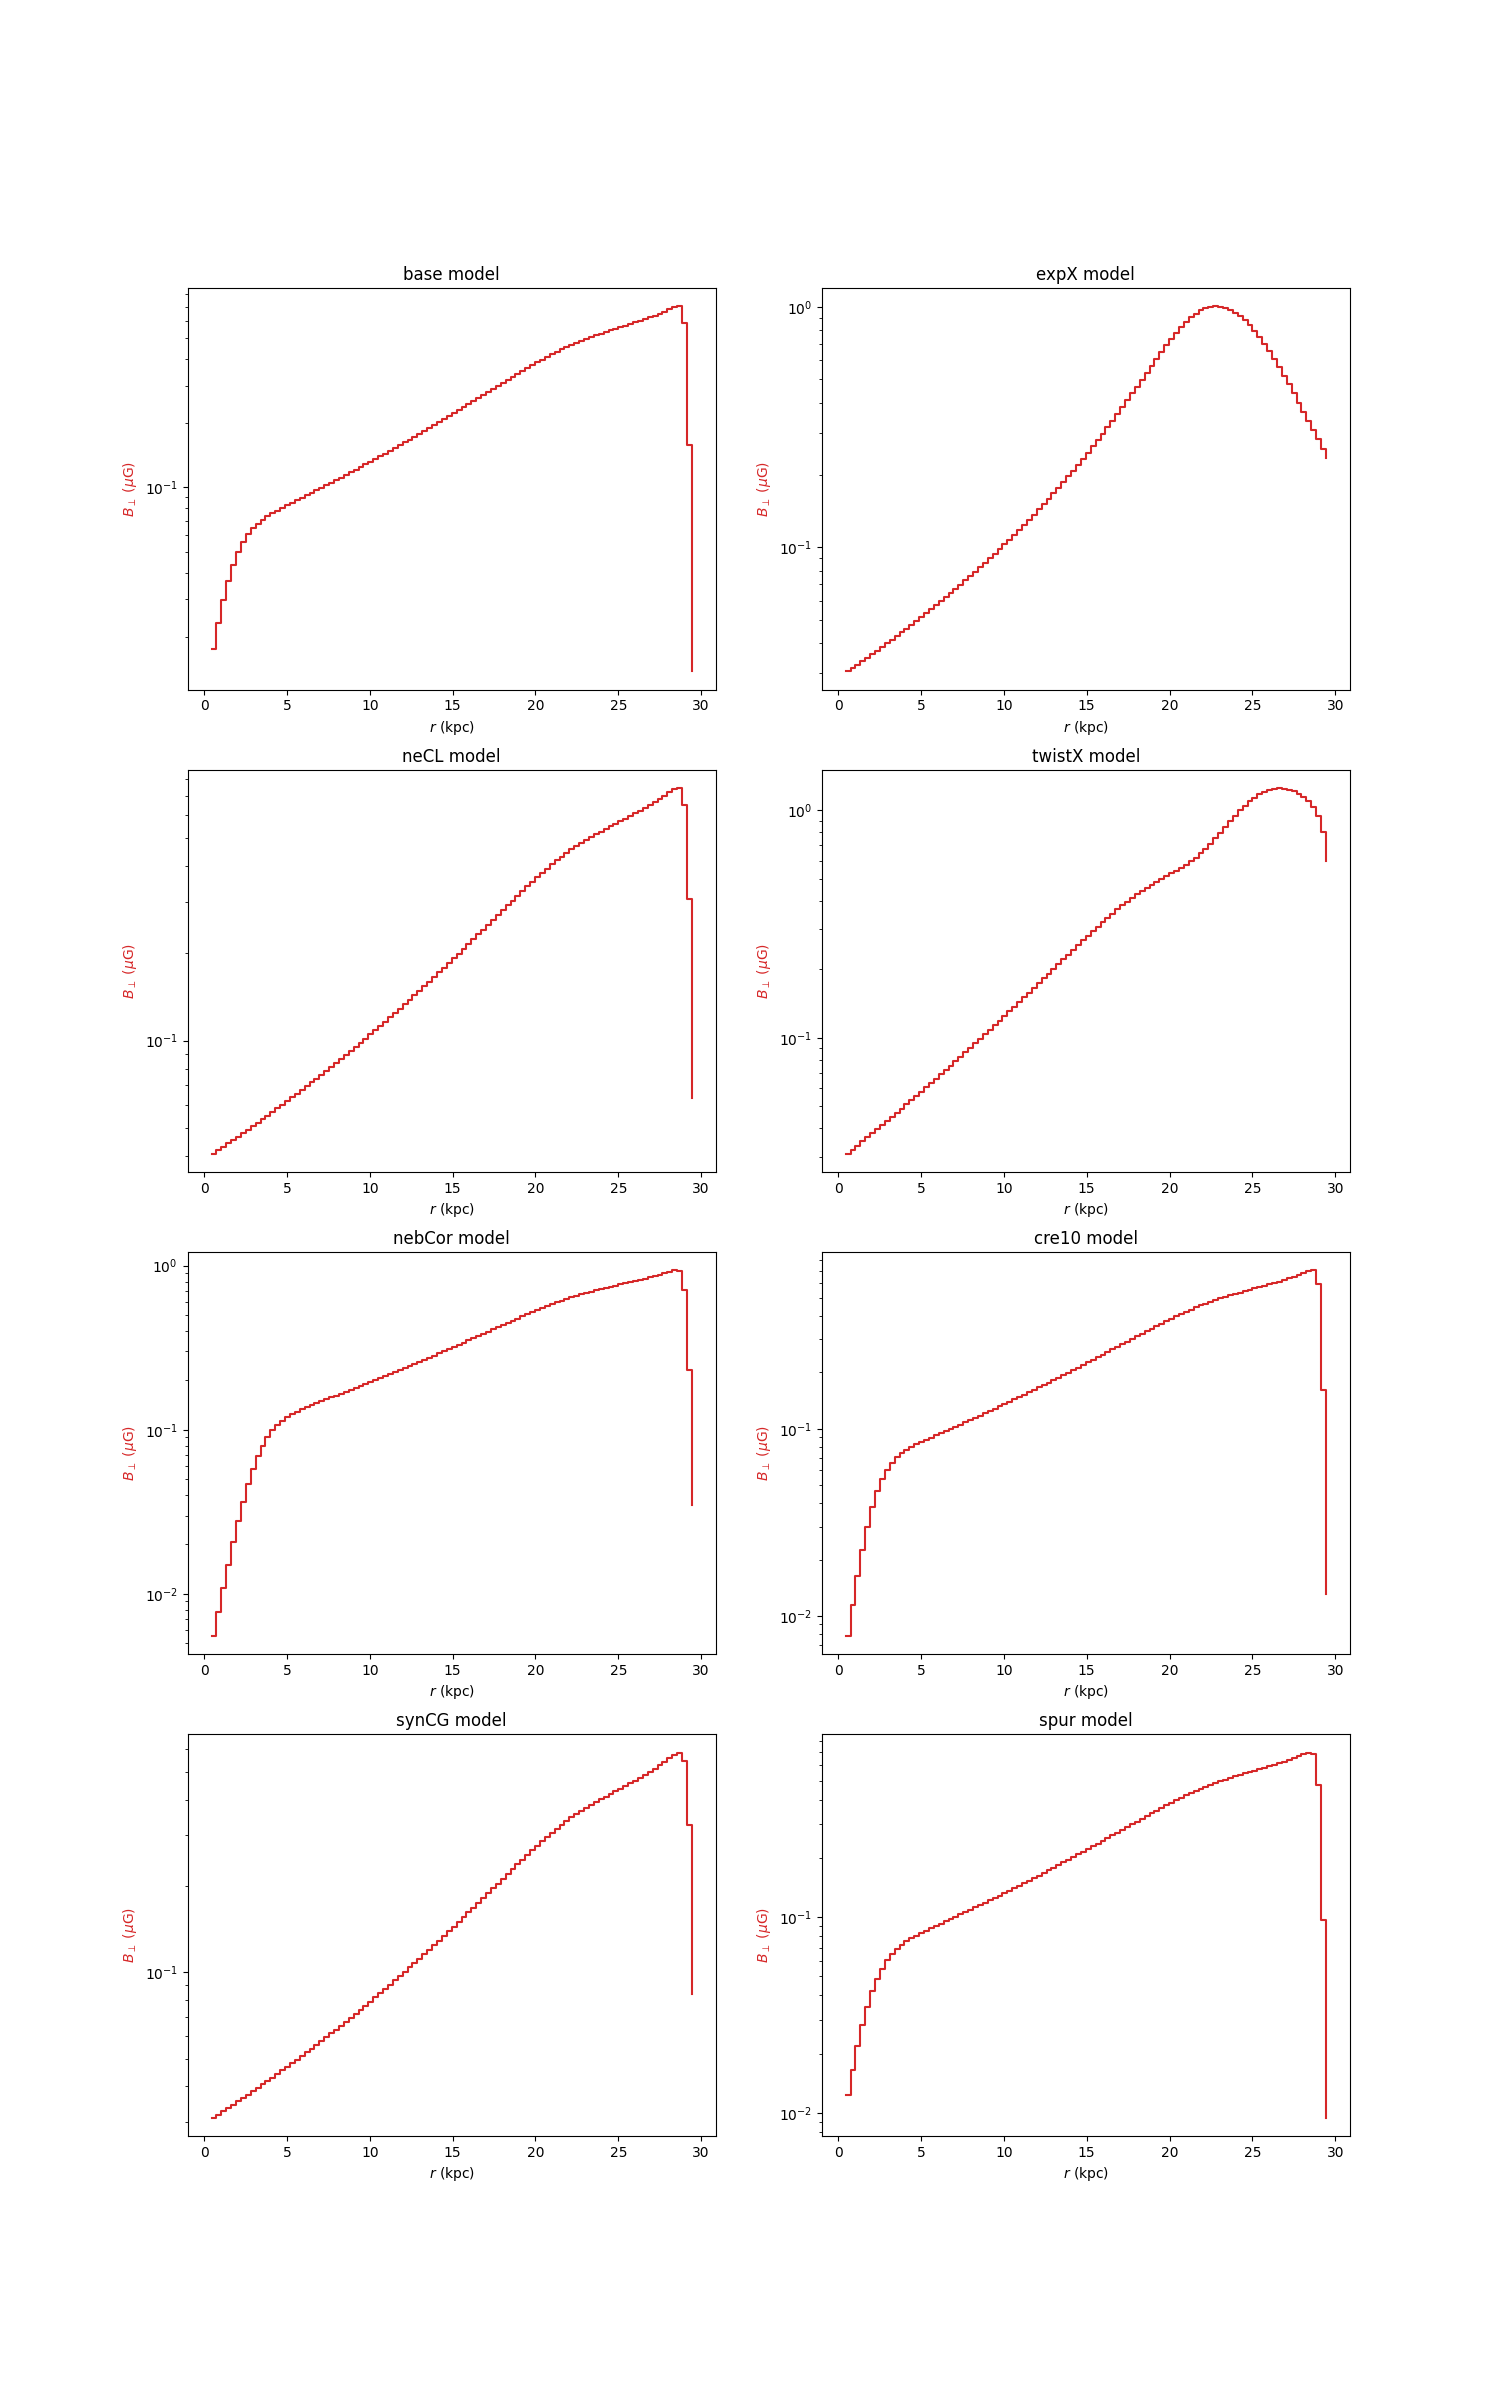 base model
B⊥ (μG)
10⁻¹
0 5 10 15 20 25 30
r (kpc)
expX model
B⊥ (μG)
10⁰
10⁻¹
0 5 10 15 20 25 30
r (kpc)
neCL model
B⊥ (μG)
10⁻¹
0 5 10 15 20 25 30
r (kpc)
twistX model
B⊥ (μG)
10⁰
10⁻¹
0 5 10 15 20 25 30
r (kpc)
nebCor model
B⊥ (μG)
10⁰
10⁻¹
10⁻²
0 5 10 15 20 25 30
r (kpc)
cre10 model
B⊥ (μG)
10⁻¹
10⁻²
0 5 10 15 20 25 30
r (kpc)
synCG model
B⊥ (μG)
10⁻¹
0 5 10 15 20 25 30
r (kpc)
spur model
B⊥ (μG)
10⁻¹
10⁻²
0 5 10 15 20 25 30
r (kpc)